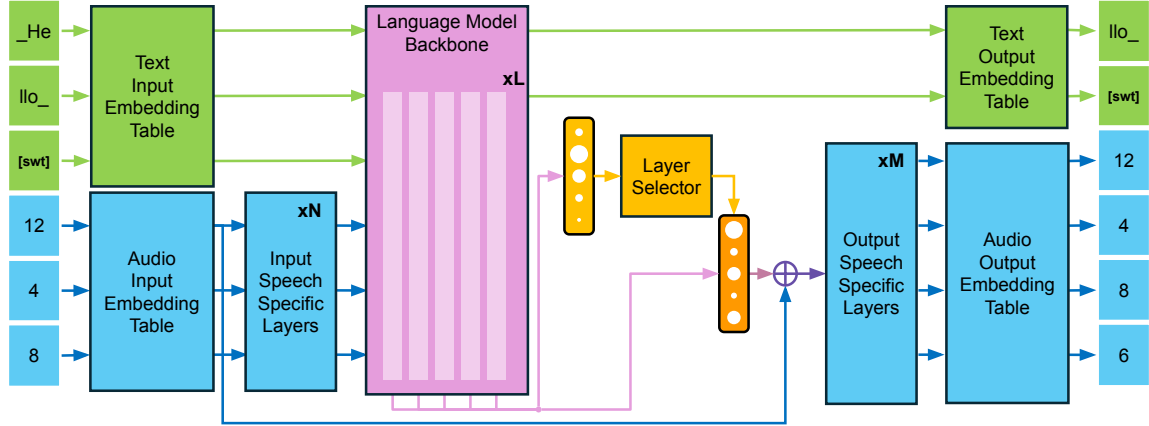 _He
llo_
[swt]
12
4
8
Text
Input
Embedding
Table
Audio
Input
Embedding
Table
xN
Input
Speech
Specific
Layers
Language Model
Backbone
xL
Layer
Selector
xM
Output
Speech
Specific
Layers
Text
Output
Embedding
Table
Audio
Output
Embedding
Table
llo_
[swt]
12
4
8
6